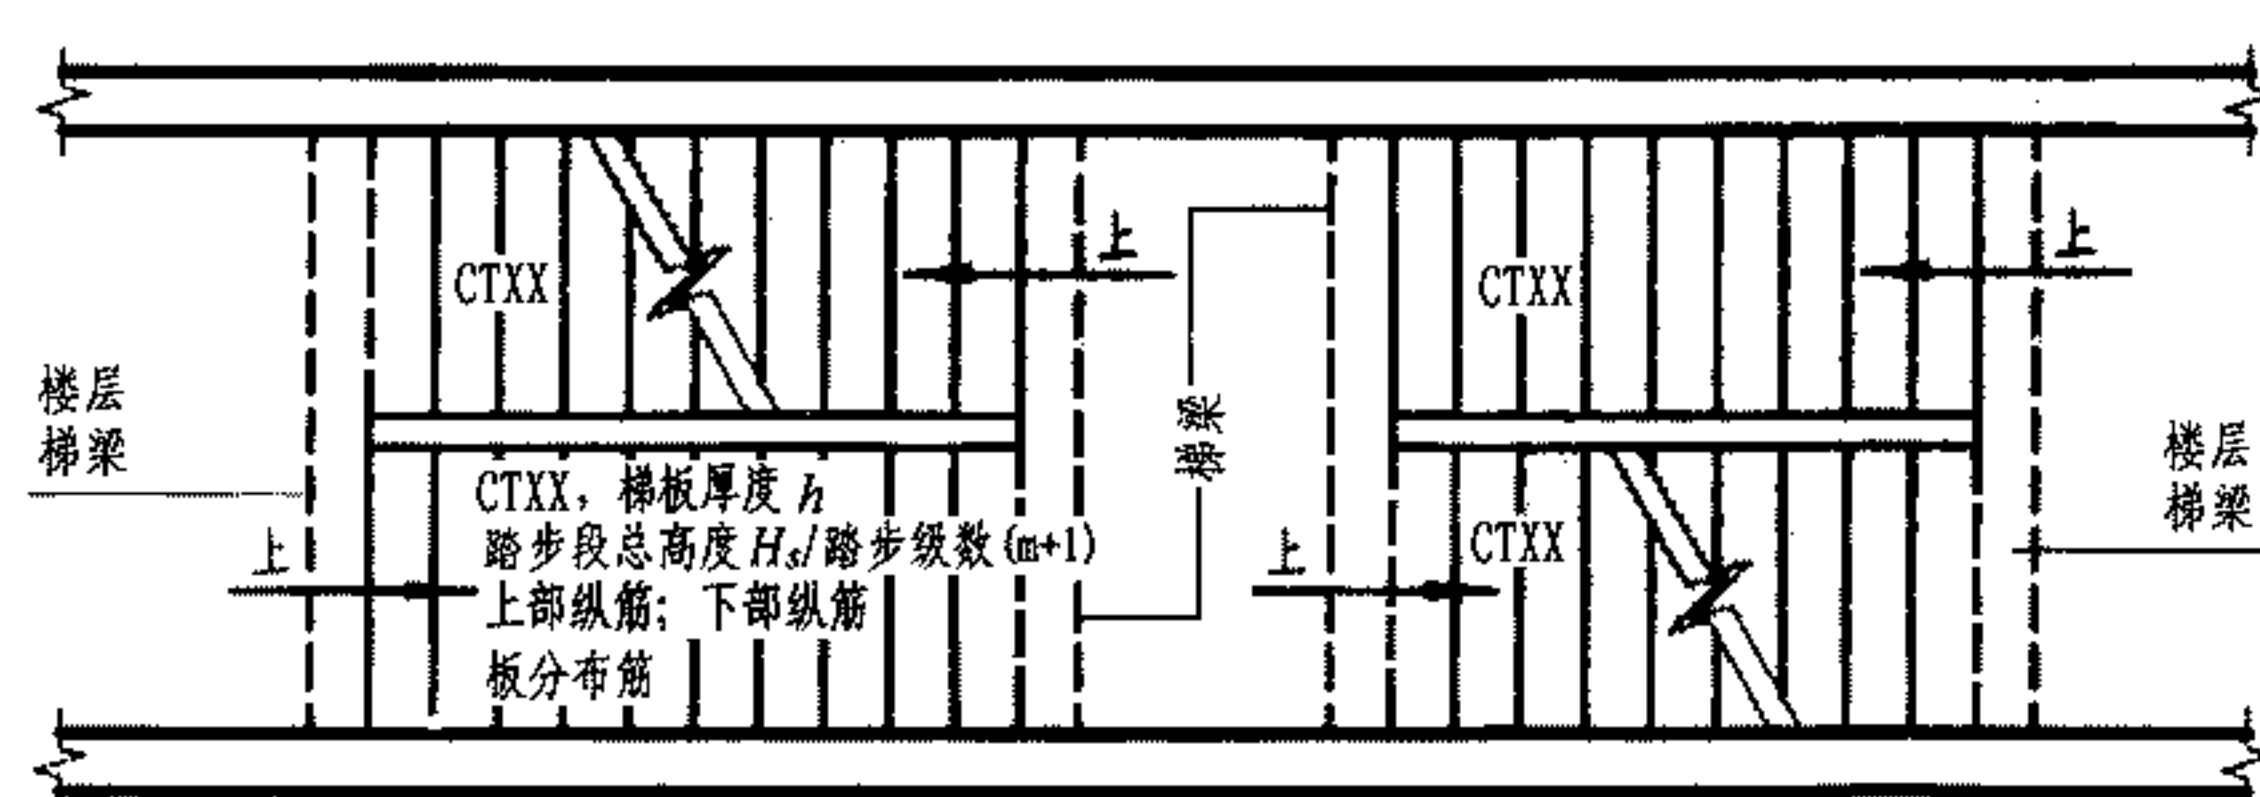 上
上
CTXX
CTXX
楼层
梯梁
梯梁
楼层
梯梁
CTXX，梯板厚度 h
踏步段总高度 Hs/踏步级数(m+1)
上部纵筋；下部纵筋
板分布筋
上
上
CTXX